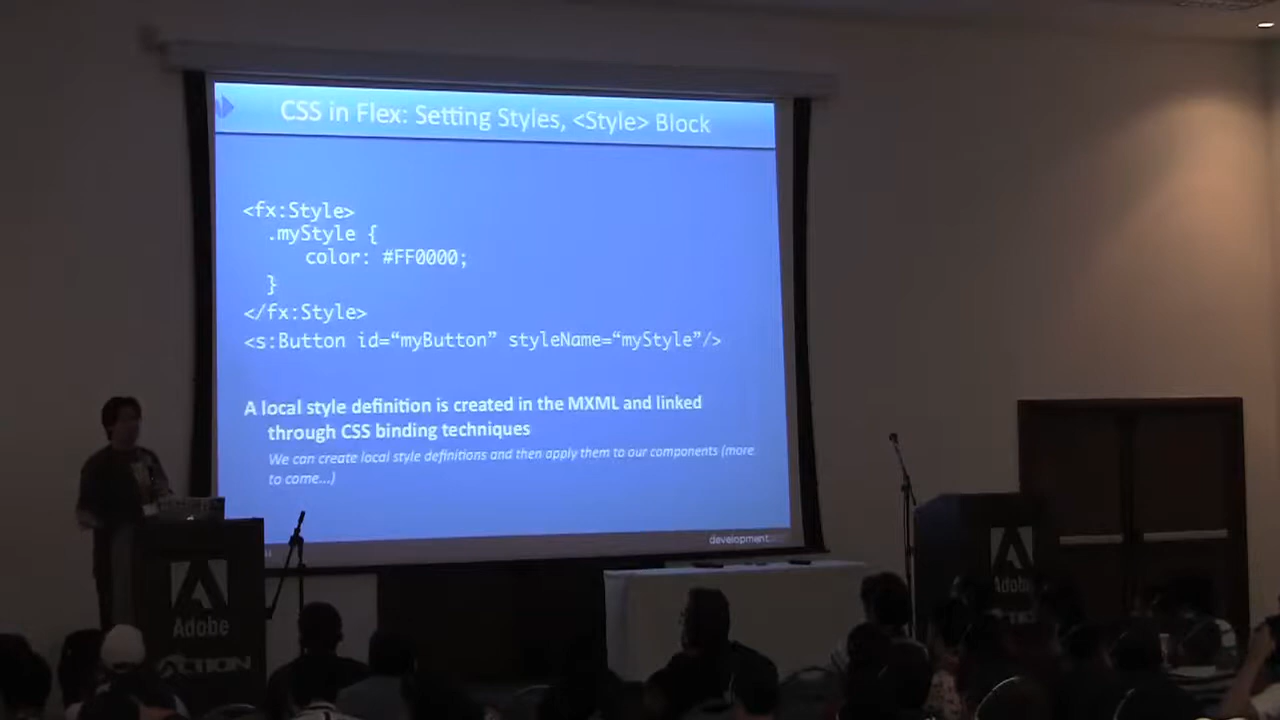 CSS in Flex: Setting Styles, <Style> Block
<fx:Style>
.myStyle {
color: #FF0000;
}
</fx:Style>
<s:Button id=“myButton” styleName=“myStyle”/>
A local style definition is created in the MXML and linked
through CSS binding techniques
We can create local style definitions and then apply them to our components (more
to come...)
development
Adobe
ACTION
Adobe